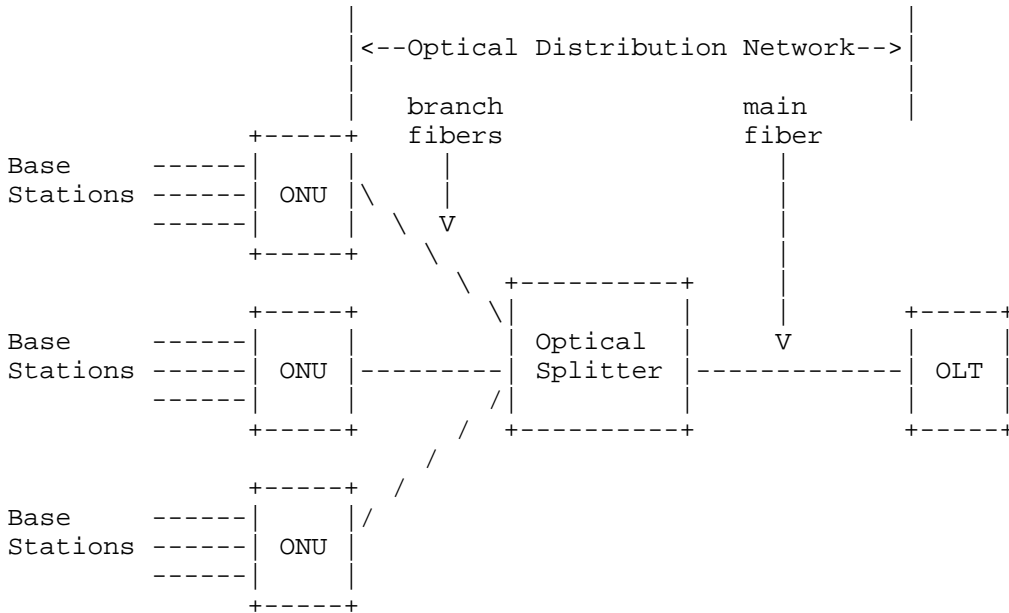 <--Optical Distribution Network-->
branch main
fibers fiber
Base
Stations ONU
V
Base Optical V
Stations ONU Splitter OLT
Base
Stations ONU